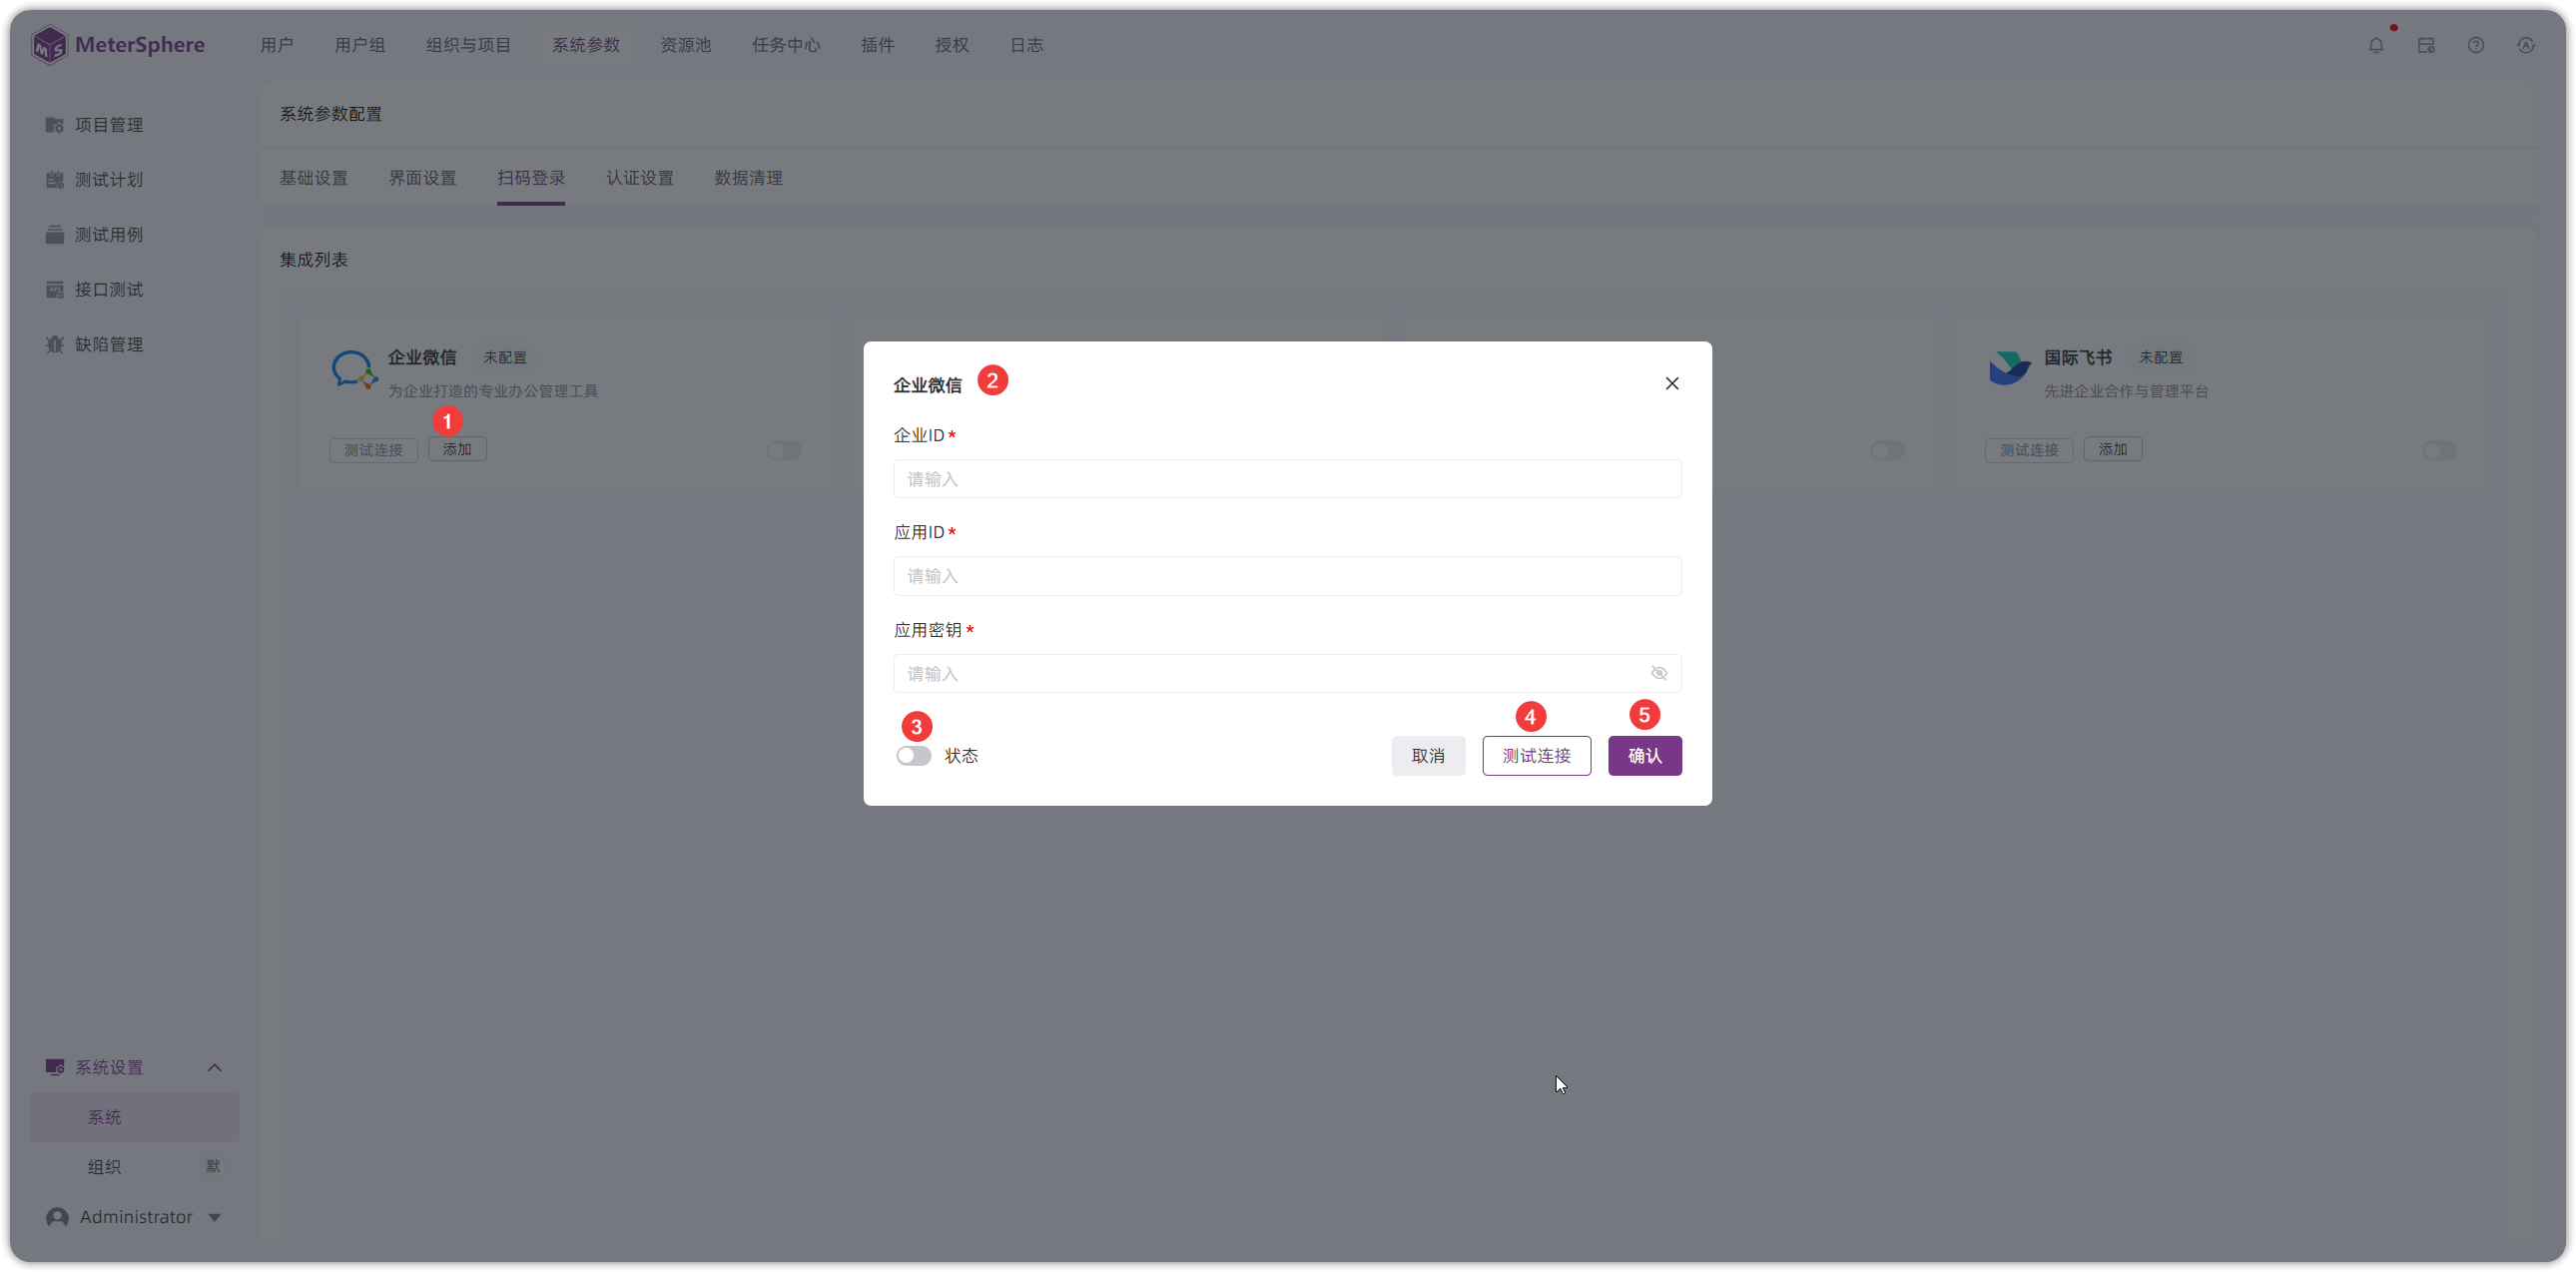 MeterSphere 用户 用户组 组织与项目 系统参数 资源池 任务中心 插件 授权 日志
项目管理
测试计划
测试用例
接口测试
缺陷管理
系统参数配置
基础设置 界面设置 扫码登录 认证设置 数据清理
集成列表
企业微信 未配置
为企业打造的专业办公管理工具
1
测试连接 添加
国际飞书 未配置
先进企业合作与管理平台
测试连接 添加
企业微信 2
企业ID *
请输入
应用ID *
请输入
应用密钥 *
请输入
3 4 5
状态 取消 测试连接 确认
系统设置
系统
组织 默
Administrator